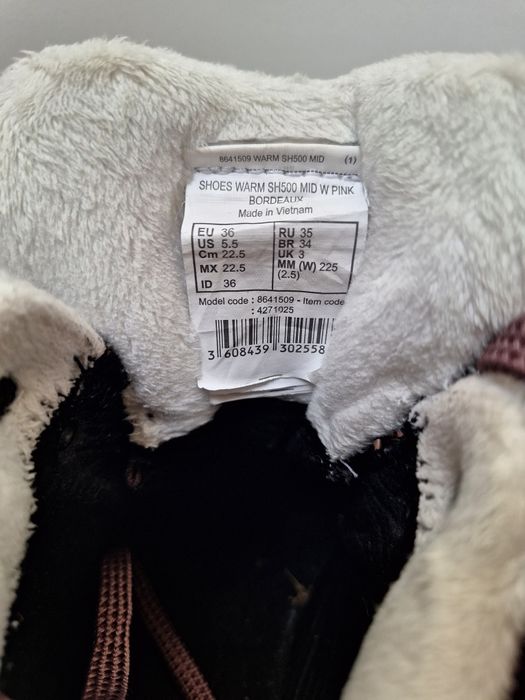 8641509 WARM SH500 MID (1)
SHOES WARM SH500 MID W PINK
BORDEAUX
Made in Vietnam
EU 36
US 5.5
Cm 22.5
MX 22.5
ID 36
RU 35
BR 34
UK 3
MM (W) 225
(2.5)
Model code : 8641509 - Item code
: 4271025
3 608439 302558